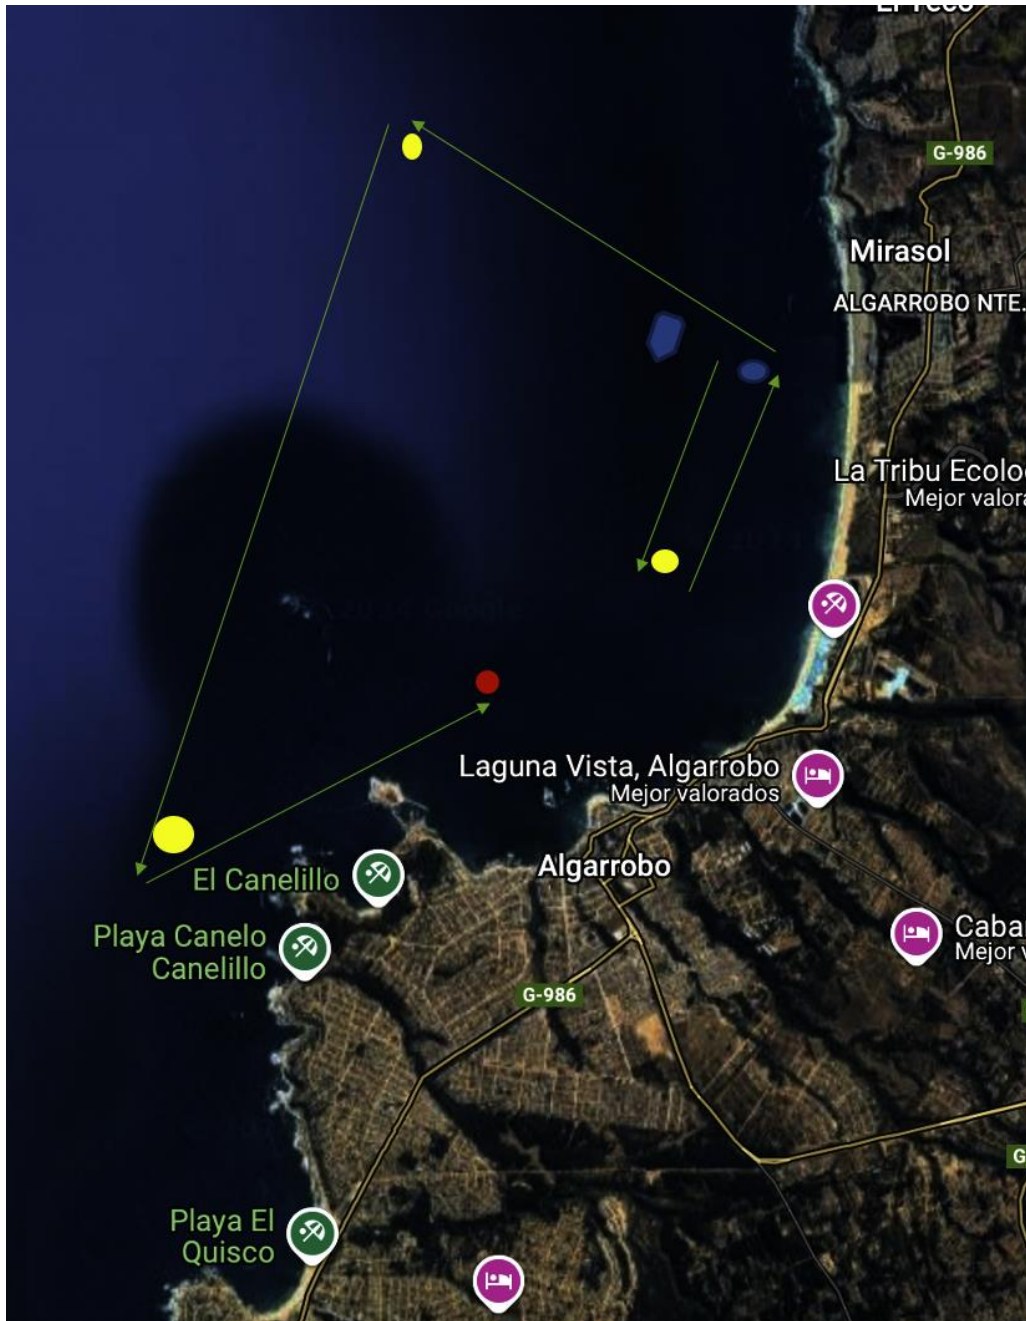 G-986
Mirasol
ALGARROBO NTE.
La Tribu Ecolo
Mejor valora
Laguna Vista, Algarrobo
Mejor valorados
El Canelillo
Algarrobo
Playa Canelo
Canelillo
Caba
Mejor v
G-986
G
Playa El
Quisco